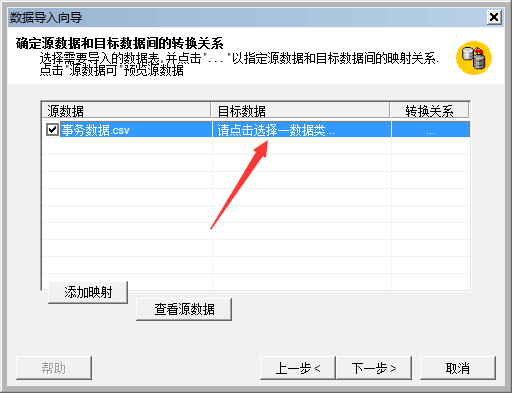 数据导入向导
确定源数据和目标数据间的转换关系
选择需要导入的数据表,并点击"..."以指定源数据和目标数据间的映射关系.
点击"源数据可"预览源数据
源数据 目标数据 转换关系
事务数据.csv 请点击选择一数据类... ...
添加映射
查看源数据
帮助 上一步< 下一步> 取消